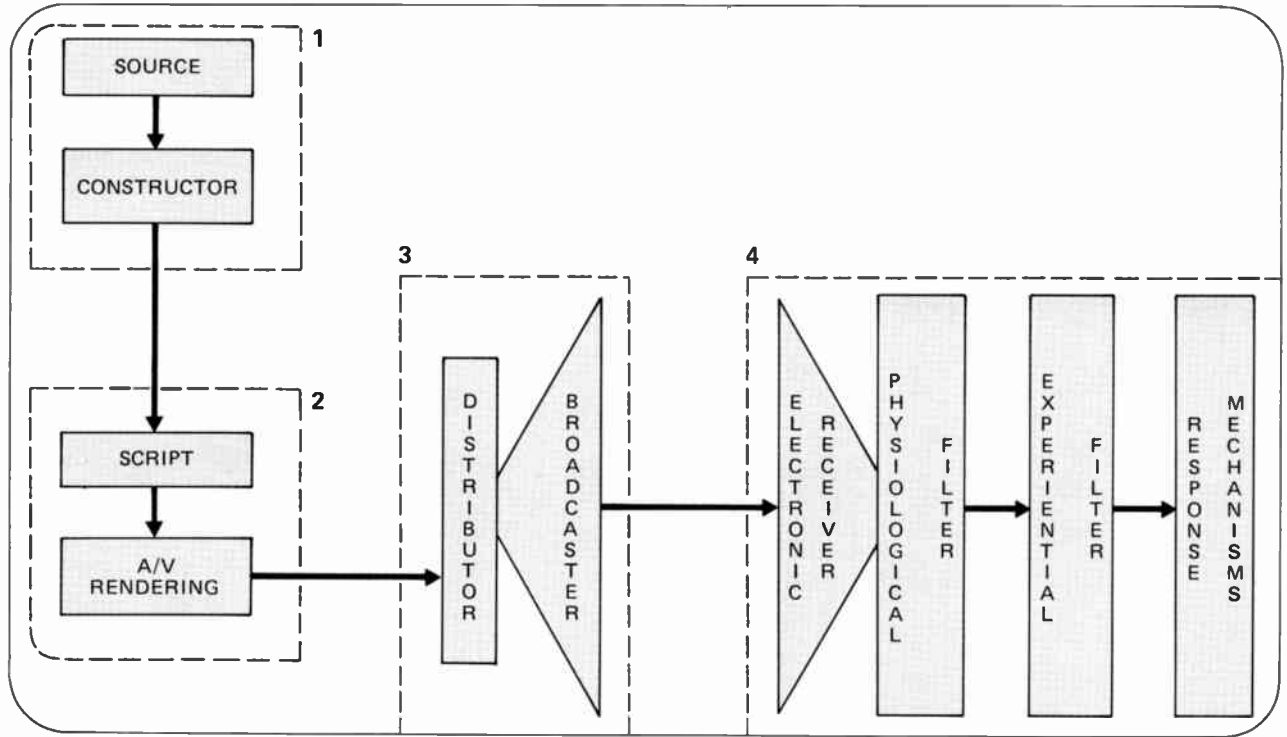 1
SOURCE
CONSTRUCTOR
2
SCRIPT
A/V
RENDERING
3
DISTRIBUTOR
BROADCASTER
4
ELECTRONIC
RECEIVER
PHYSIOLOGICAL
FILTER
EXPERIENTIAL
FILTER
RESPONSE
MECHANISMS